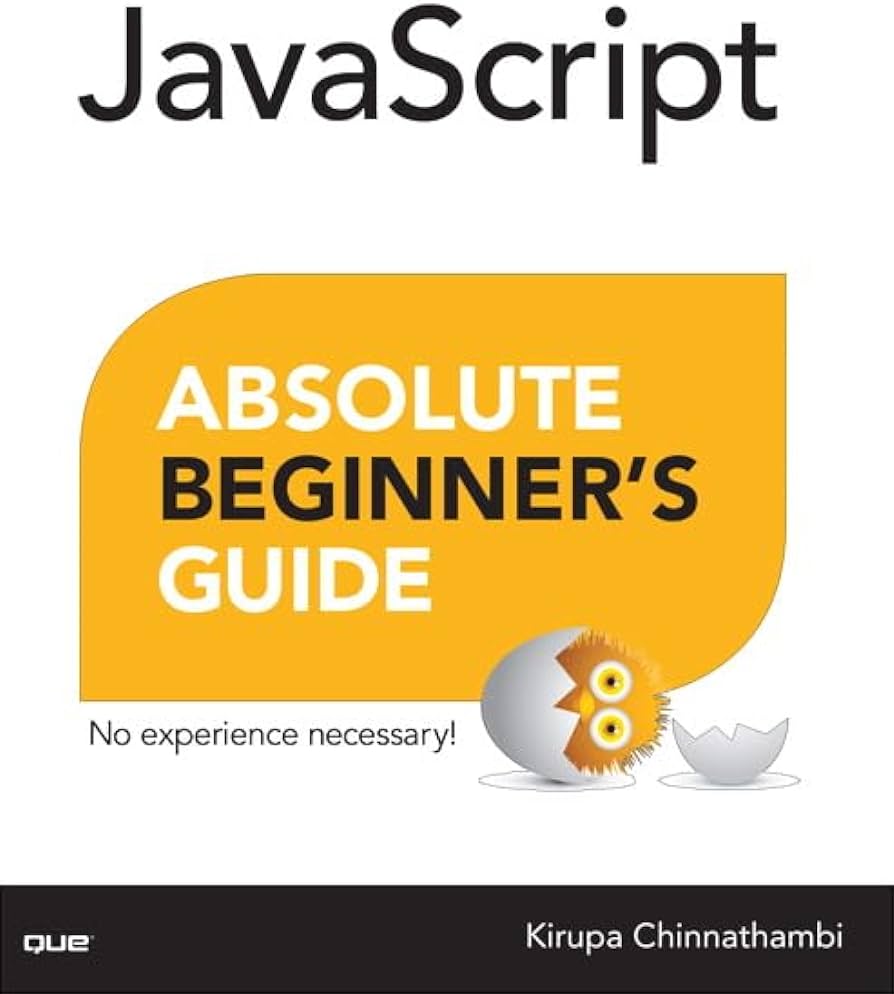 JavaScript
ABSOLUTE
BEGINNER’S
GUIDE
No experience necessary!
QUE
Kirupa Chinnathambi